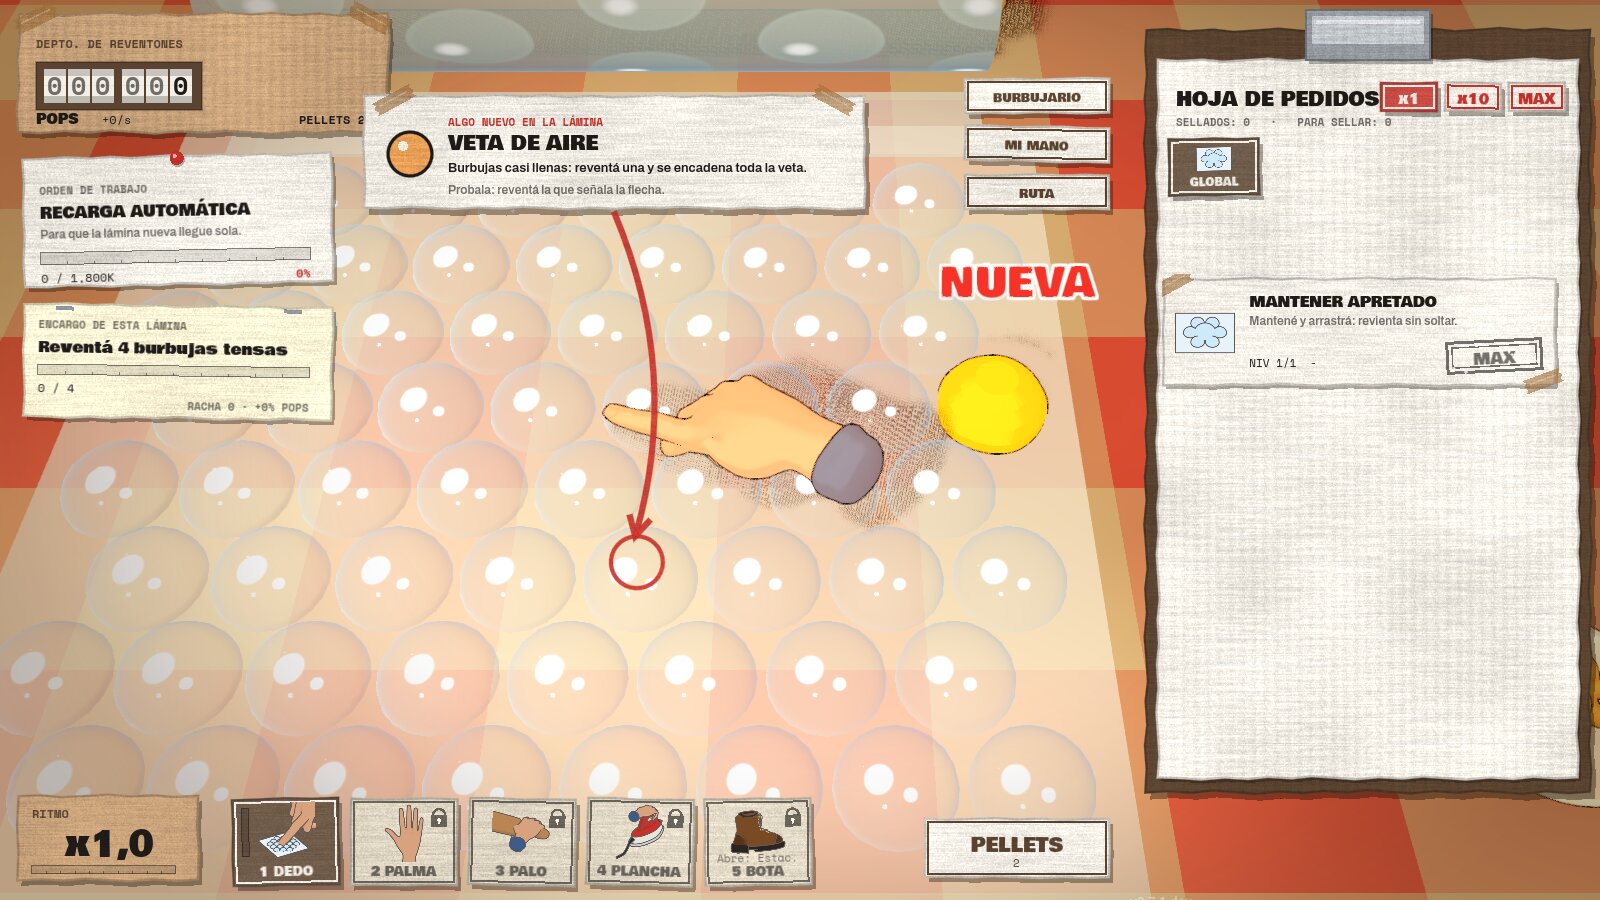 DEPTO. DE REVENTONES
000 000
POPS +0/s PELLETS 2
ORDEN DE TRABAJO
RECARGA AUTOMÁTICA
Para que la lámina nueva llegue sola.
0 / 1.800K 0%
ENCARGO DE ESTA LÁMINA
Reventá 4 burbujas tensas
0 / 4
RACHA 0 · +0% POPS
ALGO NUEVO EN LA LÁMINA
VETA DE AIRE
Burbujas casi llenas: reventá una y se encadena toda la veta.
Probala: reventá la que señala la flecha.
BURBUJARIO
MI MANO
RUTA
NUEVA
HOJA DE PEDIDOS x1 x10 MAX
SELLADOS: 0 · PARA SELLAR: 0
GLOBAL
MANTENER APRETADO
Mantené y arrastrá: revienta sin soltar.
NIV 1/1 - MAX
RITMO
x1,0
1 DEDO
2 PALMA
3 PALO
4 PLANCHA
Abre: Estac.
5 BOTA
PELLETS
2